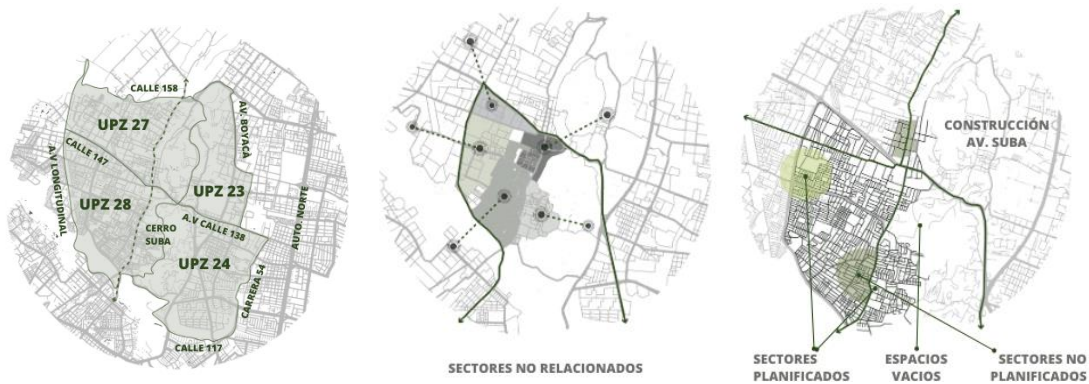 CALLE 158
UPZ 27
AV. BOYACÁ
CALLE 147
A.V LONGITUDINAL
UPZ 23
UPZ 28
A.V CALLE 138
CERRO
SUBA
AUTO. NORTE
UPZ 24
CARRERA 54
CALLE 117
SECTORES NO RELACIONADOS
CONSTRUCCIÓN
AV. SUBA
SECTORES
PLANIFICADOS
ESPACIOS
VACIOS
SECTORES NO
PLANIFICADOS